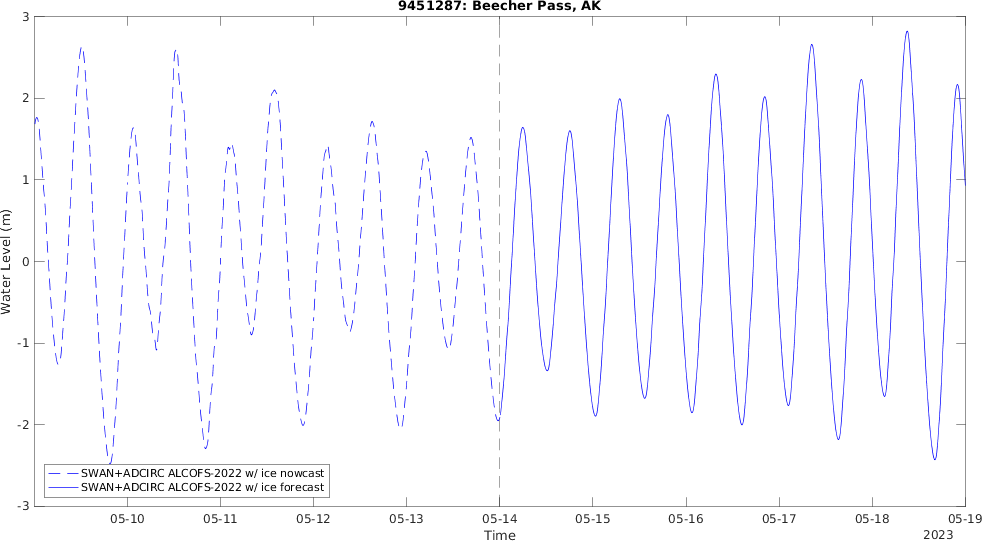 9451287: Beecher Pass, AK
3
2
1
0
-1
-2
-3
Water Level (m)
SWAN+ADCIRC ALCOFS-2022 w/ ice nowcast
SWAN+ADCIRC ALCOFS-2022 w/ ice forecast
05-10 05-11 05-12 05-13 05-14 05-15 05-16 05-17 05-18 05-19
Time
2023